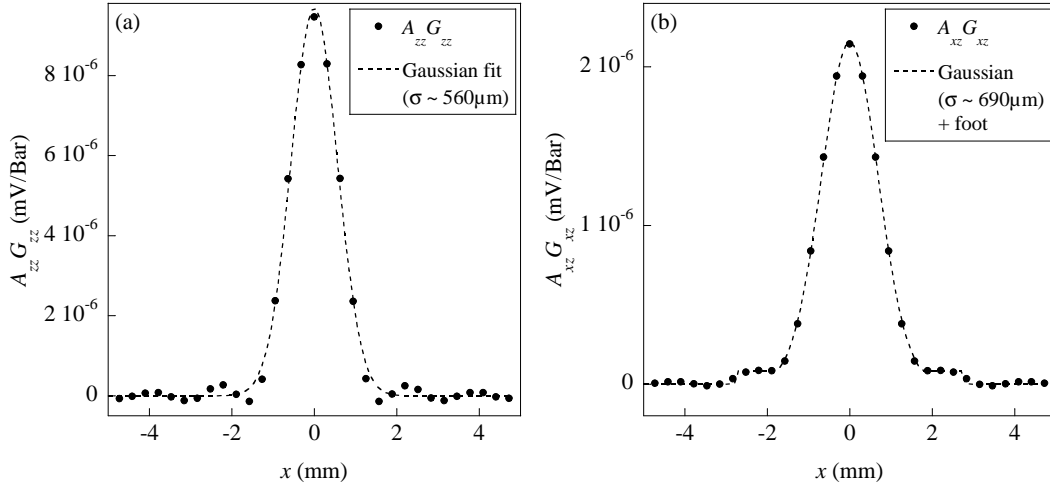 (a)
A_zz G_zz
Gaussian fit
(σ ~ 560μm)
8 10^-6
6 10^-6
4 10^-6
2 10^-6
0
A_zz G_zz (mV/Bar)
-4 -2 0 2 4
x (mm)
(b)
A_xz G_xz
Gaussian
(σ ~ 690μm)
+ foot
2 10^-6
1 10^-6
0
A_xz G_xz (mV/Bar)
-4 -2 0 2 4
x (mm)